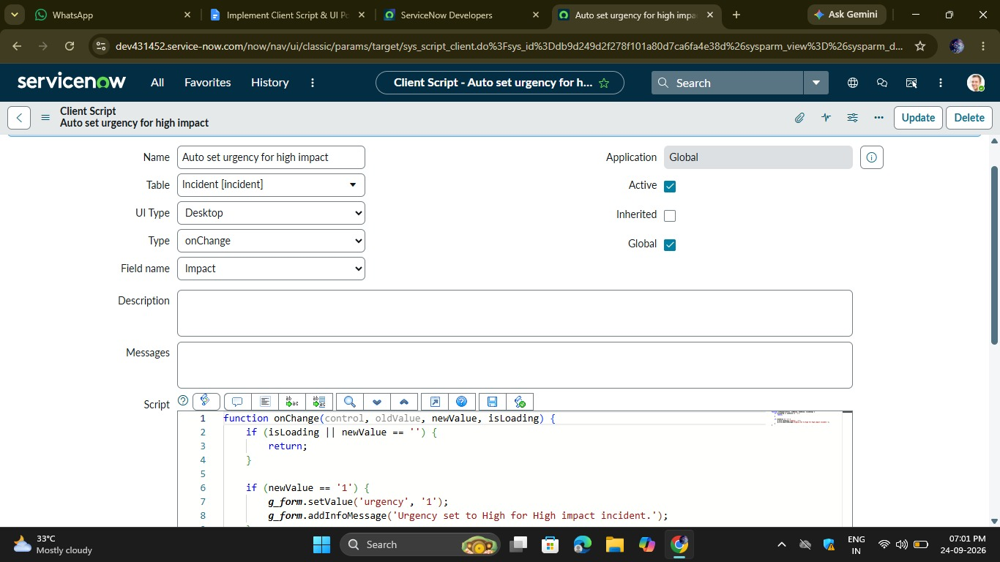 WhatsApp
Implement Client Script & UI Po
ServiceNow Developers
Auto set urgency for high impa
Ask Gemini
dev431452.service-now.com/now/nav/ui/classic/params/target/sys_script_client.do%3Fsys_id%3Ddb9d249d2f278f101a80d7ca6fa4e38d%26sysparm_view%3D%26sysparm_d...
servicenow
All
Favorites
History
Client Script - Auto set urgency for h...
Search
Client Script
Auto set urgency for high impact
Update
Delete
Name
Auto set urgency for high impact
Application
Global
Table
Incident [incident]
Active
UI Type
Desktop
Inherited
Type
onChange
Global
Field name
Impact
Description
Messages
Script
1 function onChange(control, oldValue, newValue, isLoading) {
2 if (isLoading || newValue == '') {
3 return;
4 }
5
6 if (newValue == '1') {
7 g_form.setValue('urgency', '1');
8 g_form.addInfoMessage('Urgency set to High for High impact incident.');
33°C
Mostly cloudy
Search
ENG
IN
07:01 PM
24-09-2026